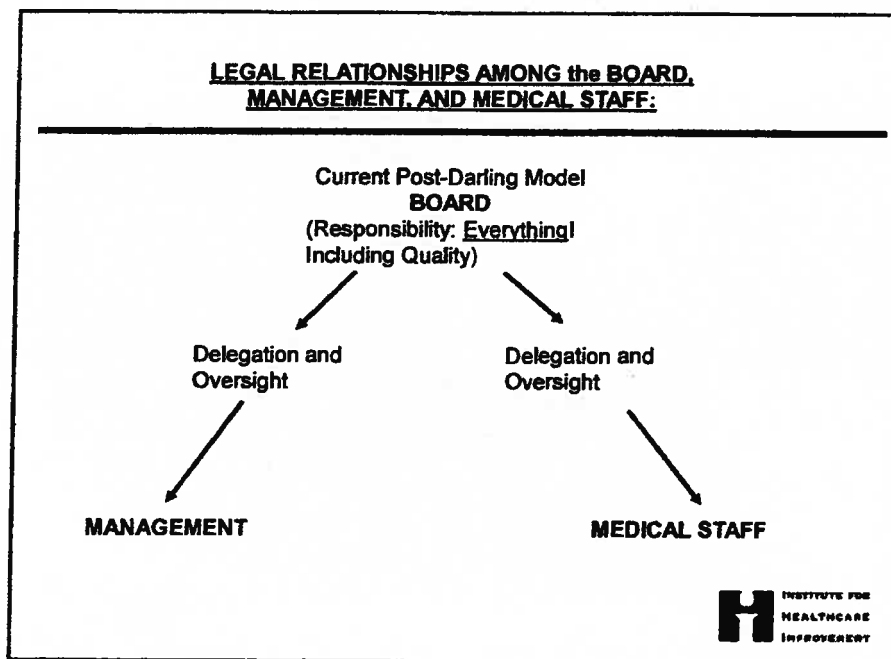 LEGAL RELATIONSHIPS AMONG the BOARD,
MANAGEMENT, AND MEDICAL STAFF:
Current Post-Darling Model
BOARD
(Responsibility: Everything!
Including Quality)
Delegation and
Oversight
Delegation and
Oversight
MANAGEMENT
MEDICAL STAFF
INSTITUTE FOR
HEALTHCARE
IMPROVEMENT